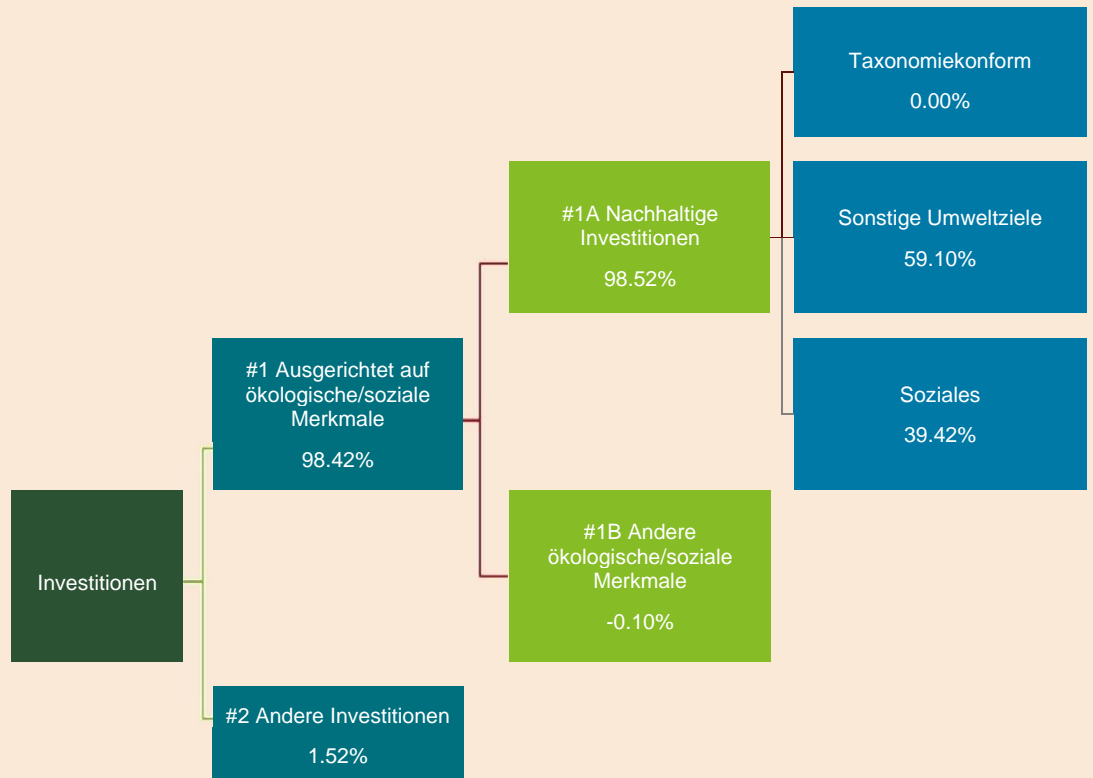 Investitionen
#1 Ausgerichtet auf
ökologische/soziale
Merkmale
98.42%
#2 Andere Investitionen
1.52%
#1A Nachhaltige
Investitionen
98.52%
#1B Andere
ökologische/soziale
Merkmale
-0.10%
Taxonomiekonform
0.00%
Sonstige Umweltziele
59.10%
Soziales
39.42%